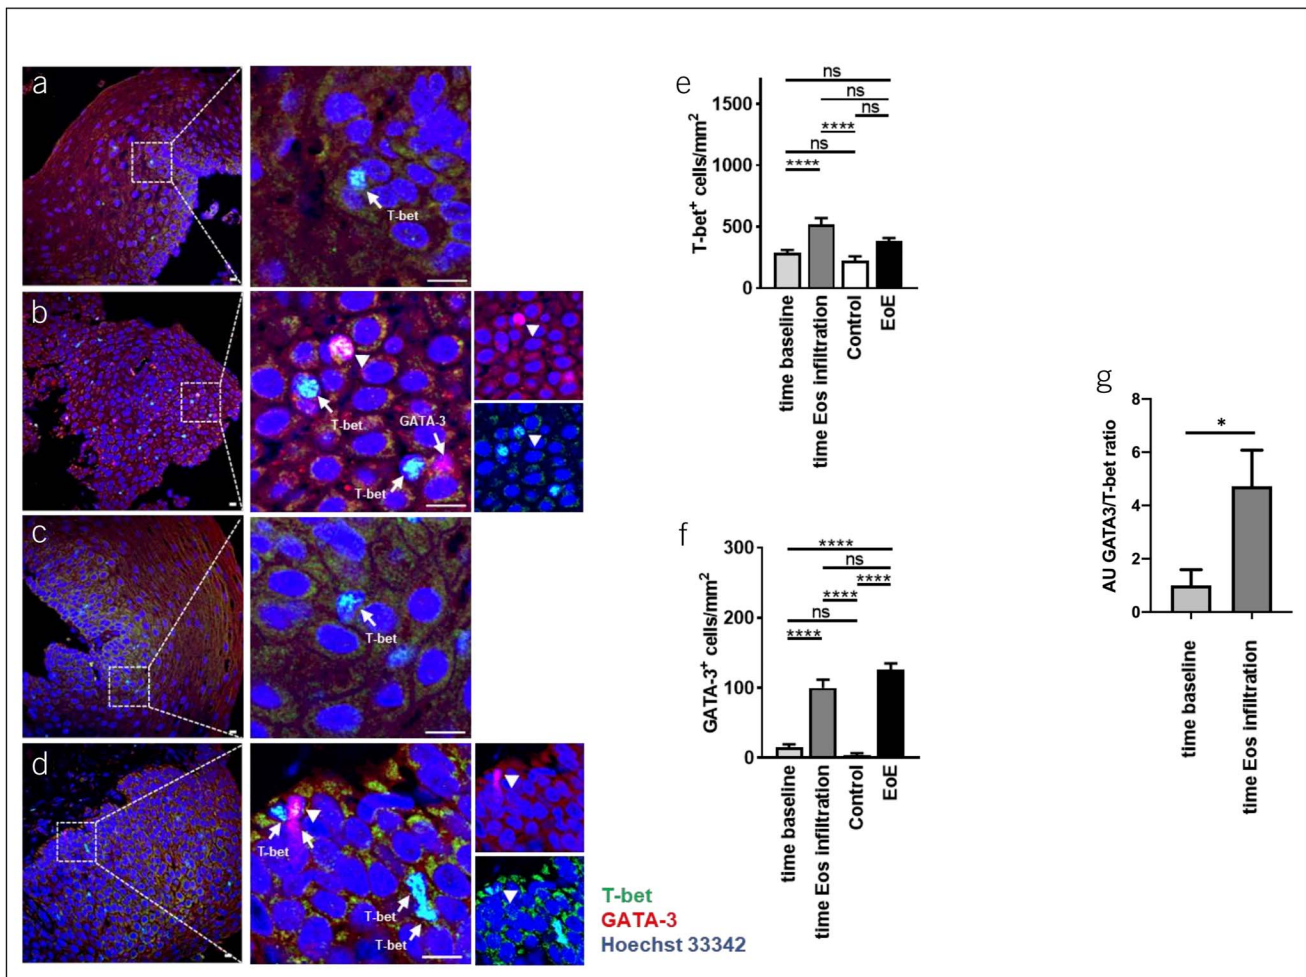 a
T-bet
b
T-bet
GATA-3
T-bet
c
T-bet
d
T-bet
T-bet
T-bet
T-bet
GATA-3
Hoechst 33342
e
T-bet+ cells/mm2
1500
1000
500
0
ns
ns
ns
****
ns
****
time baseline
time Eos infiltration
Control
EoE
f
GATA-3+ cells/mm2
300
200
100
0
****
ns
****
****
ns
****
time baseline
time Eos infiltration
Control
EoE
g
AU GATA3/T-bet ratio
8
6
4
2
0
*
time baseline
time Eos infiltration